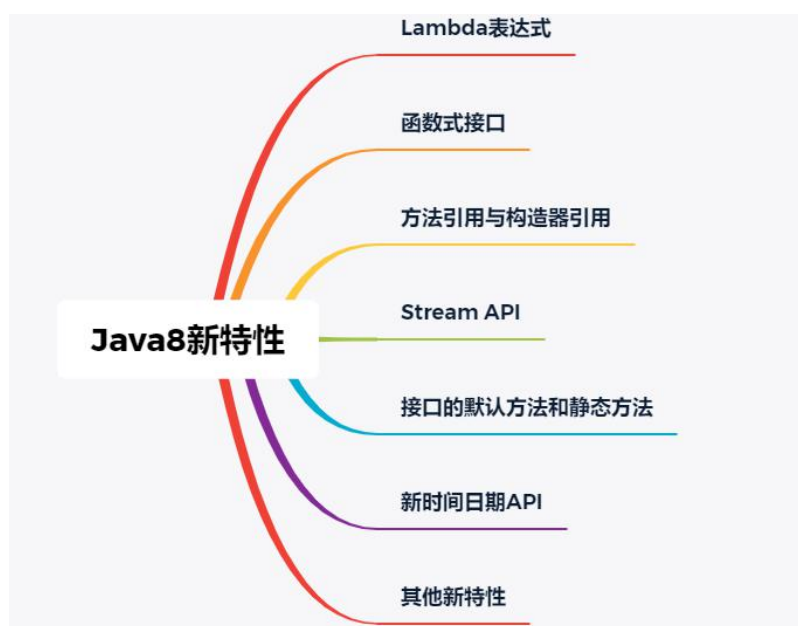 Lambda表达式
函数式接口
方法引用与构造器引用
Stream API
Java8新特性
接口的默认方法和静态方法
新时间日期API
其他新特性